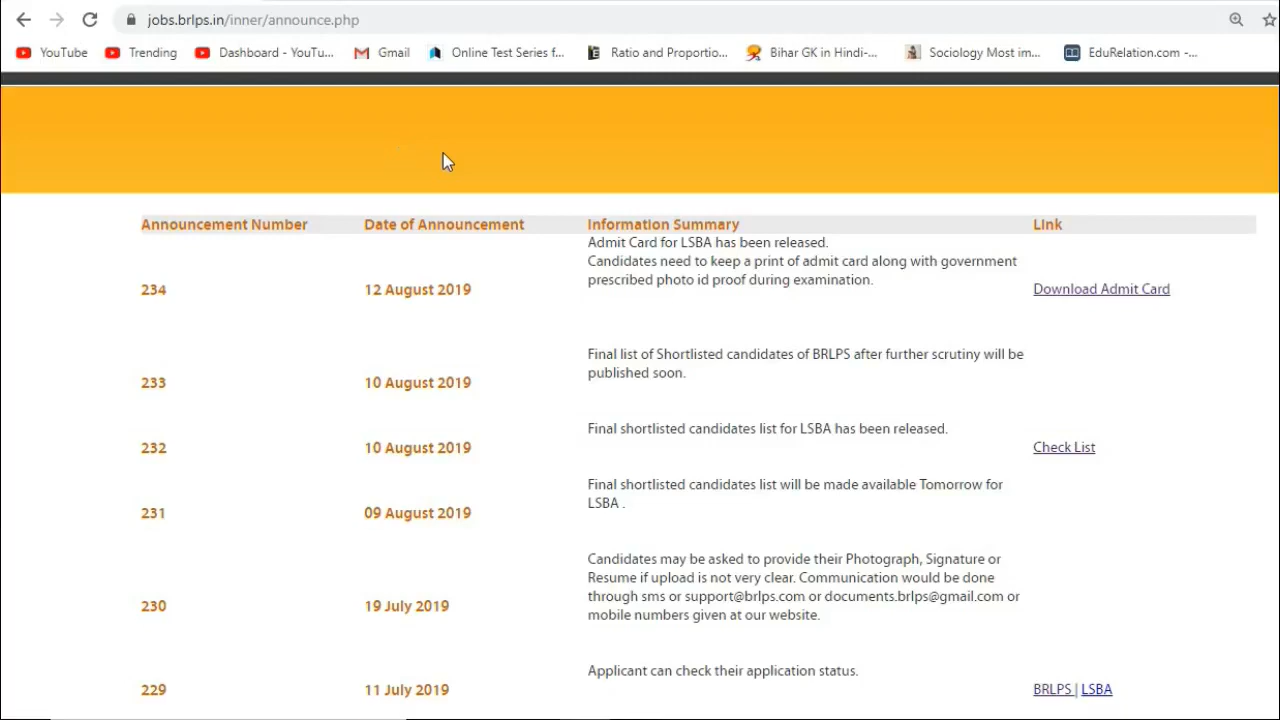 jobs.brlps.in/inner/announce.php
YouTube Trending Dashboard - YouTu... Gmail Online Test Series f... Ratio and Proportio... Bihar GK in Hindi-... Sociology Most im... EduRelation.com -...
Announcement Number Date of Announcement Information Summary Link
Admit Card for LSBA has been released.
Candidates need to keep a print of admit card along with government
prescribed photo id proof during examination.
234 12 August 2019 Download Admit Card
Final list of Shortlisted candidates of BRLPS after further scrutiny will be
published soon.
233 10 August 2019
Final shortlisted candidates list for LSBA has been released.
232 10 August 2019 Check List
Final shortlisted candidates list will be made available Tomorrow for
LSBA .
231 09 August 2019
Candidates may be asked to provide their Photograph, Signature or
Resume if upload is not very clear. Communication would be done
through sms or support@brlps.com or documents.brlps@gmail.com or
mobile numbers given at our website.
230 19 July 2019
Applicant can check their application status.
229 11 July 2019 BRLPS | LSBA